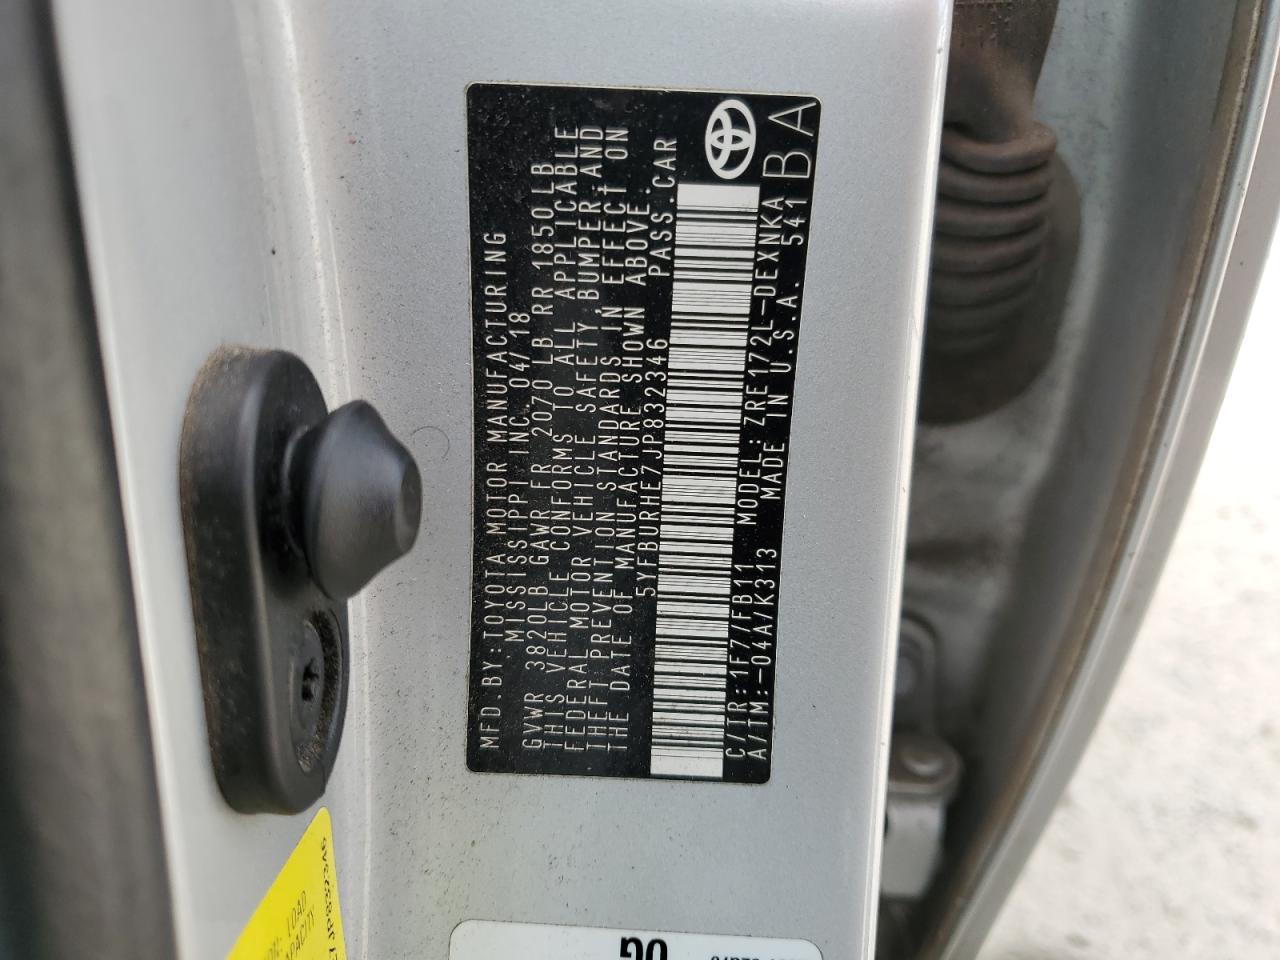 MFD.BY:TOYOTA MOTOR MANUFACTURING
MISSISSIPPI INC. 04/18
GVWR 3820LB GAWR FR 2070 LB RR 1850LB
THIS VEHICLE CONFORMS TO ALL APPLICABLE
FEDERAL MOTOR VEHICLE SAFETY,BUMPER,AND
THEFT PREVENTION STANDARDS IN EFFECT ON
THE DATE OF MANUFACTURE SHOWN ABOVE.
5YFBURHE7JP832346 PASS.CAR
C/TR:1F7/FB11 MODEL:ZRE172L-DEXNKA
A/TM:-04A/K313 MADE IN U.S.A. 541 BA
JP832346
LOAD
CAPACITY